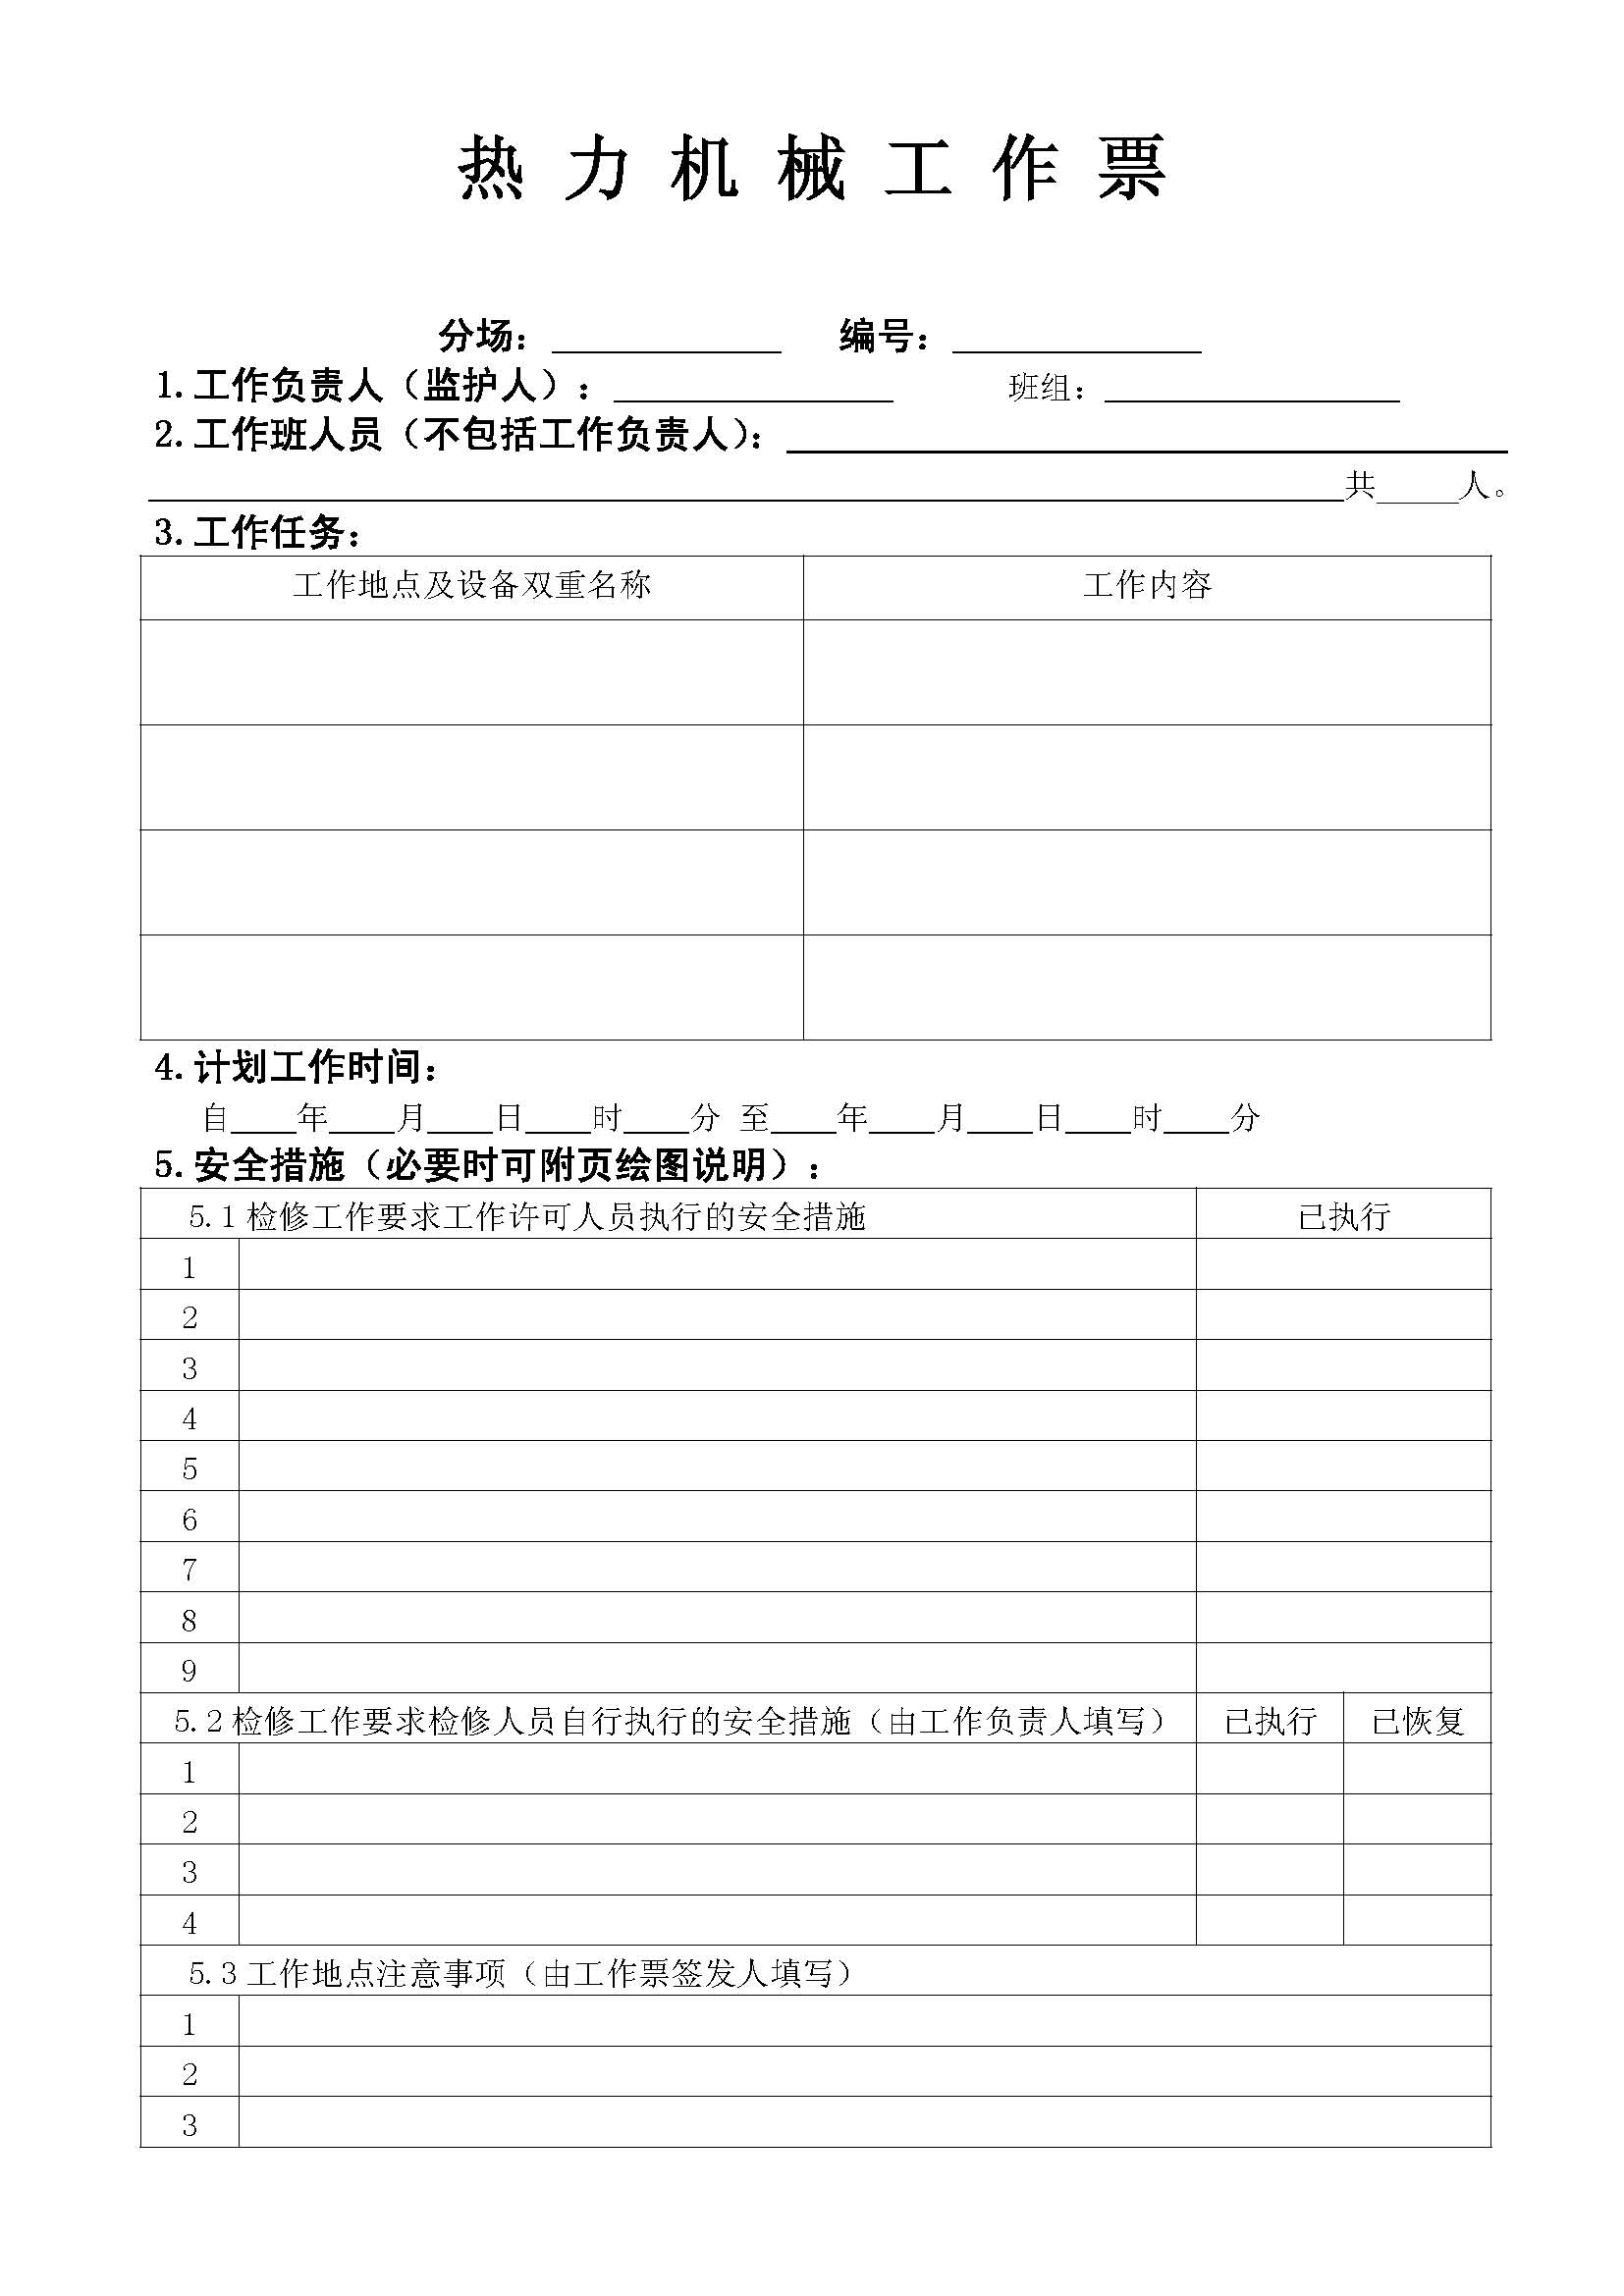 热力机械工作票
分场：____________ 编号：____________
1.工作负责人（监护人）：____________ 班组：____________
2.工作班人员（不包括工作负责人）：____________
____________共_____人。
3.工作任务：
工作地点及设备双重名称 工作内容
4.计划工作时间：
自____年____月____日____时____分 至____年____月____日____时____分
5.安全措施（必要时可附页绘图说明）：
5.1检修工作要求工作许可人员执行的安全措施 已执行
1
2
3
4
5
6
7
8
9
5.2检修工作要求检修人员自行执行的安全措施（由工作负责人填写） 已执行 已恢复
1
2
3
4
5.3工作地点注意事项（由工作票签发人填写）
1
2
3